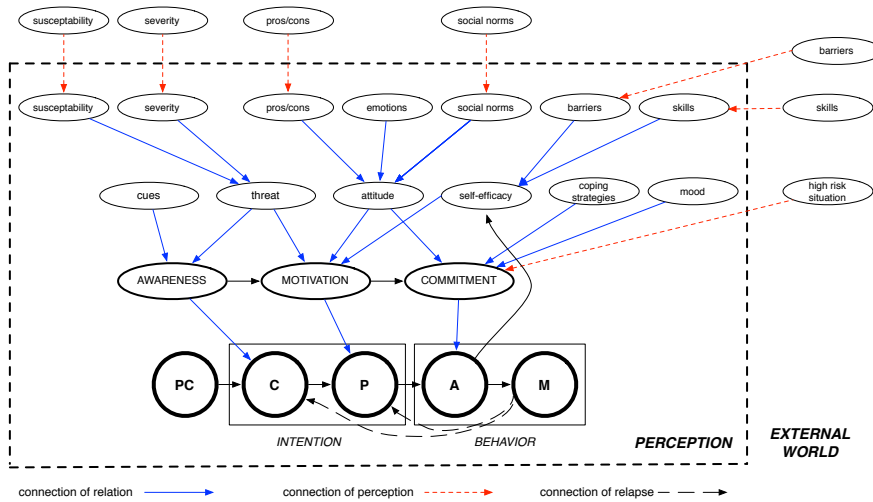 susceptability
severity
pros/cons
social norms
barriers
susceptability
severity
pros/cons
emotions
social norms
barriers
skills
skills
cues
threat
attitude
self-efficacy
coping
strategies
mood
high risk
situation
AWARENESS
MOTIVATION
COMMITMENT
PC
C
P
A
M
INTENTION
BEHAVIOR
PERCEPTION
EXTERNAL
WORLD
connection of relation
connection of perception
connection of relapse